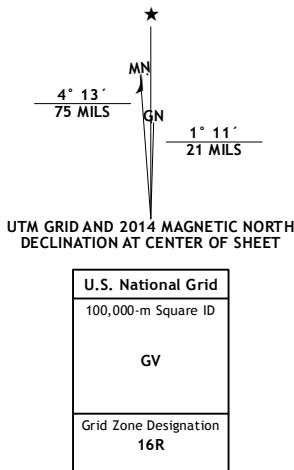 MN
4° 13´
75 MILS
GN
1° 11´
21 MILS
UTM GRID AND 2014 MAGNETIC NORTH
DECLINATION AT CENTER OF SHEET
U.S. National Grid
100,000-m Square ID
GV
Grid Zone Designation
16R